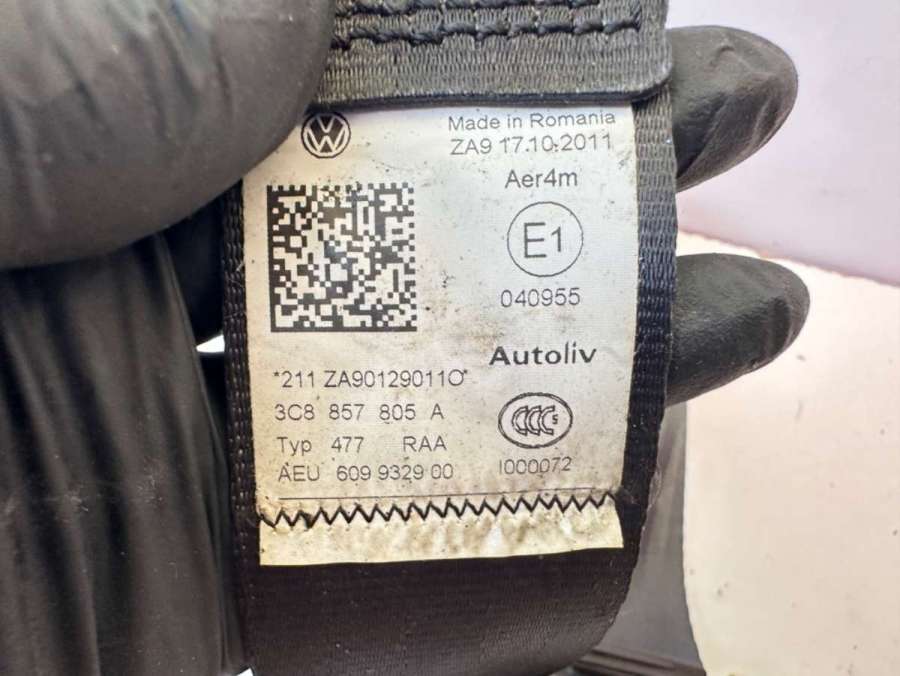 Made in Romania
ZA9 17.10.2011
Aer4m
E1
040955
Autoliv
*211 ZA90129011O*
3C8 857 805 A
Typ 477 RAA
AEU 609 9329 00
CCC S
I000072